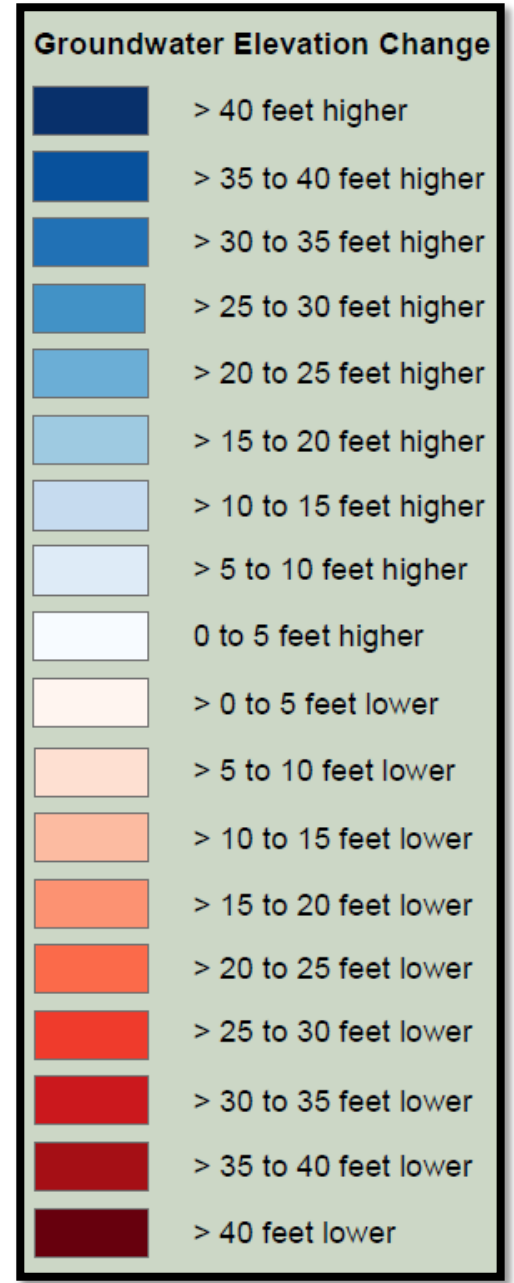 Groundwater Elevation Change
> 40 feet higher
> 35 to 40 feet higher
> 30 to 35 feet higher
> 25 to 30 feet higher
> 20 to 25 feet higher
> 15 to 20 feet higher
> 10 to 15 feet higher
> 5 to 10 feet higher
0 to 5 feet higher
> 0 to 5 feet lower
> 5 to 10 feet lower
> 10 to 15 feet lower
> 15 to 20 feet lower
> 20 to 25 feet lower
> 25 to 30 feet lower
> 30 to 35 feet lower
> 35 to 40 feet lower
> 40 feet lower